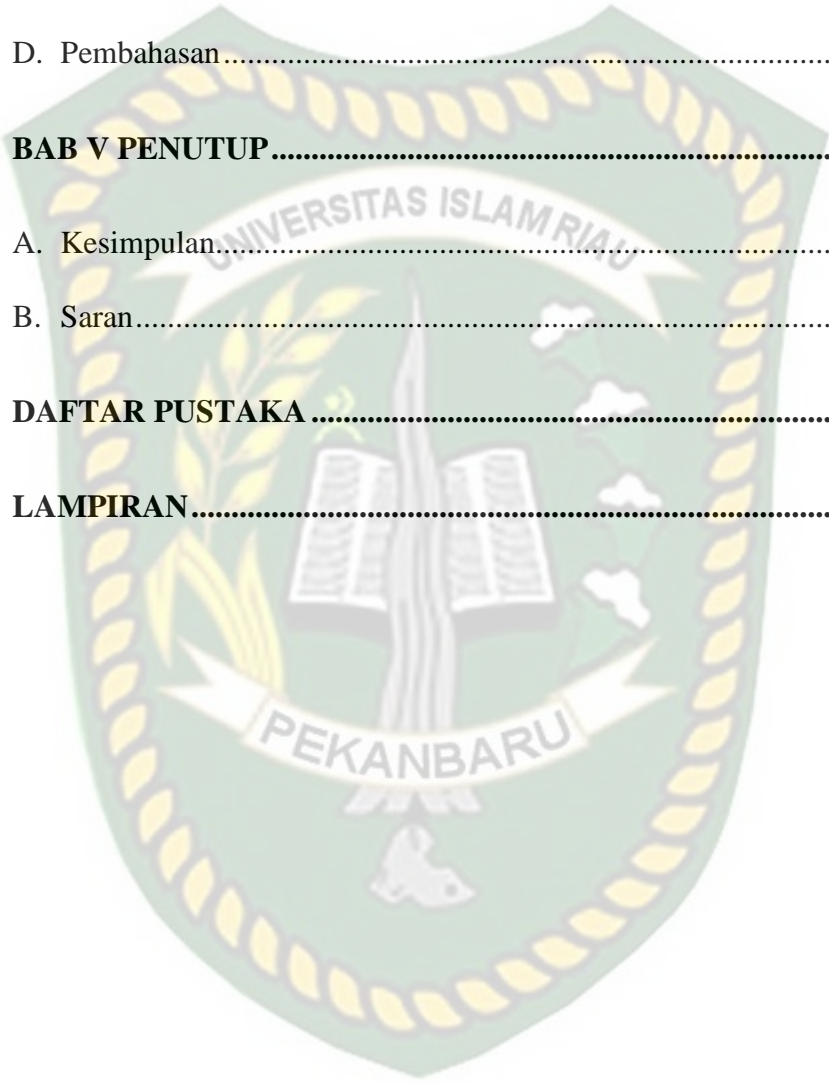 D. Pembahasan........................................................................
BAB V PENUTUP......................................................................
UNIVERSITAS ISLAM RIAU
A. Kesimpulan........................................................................
B. Saran..................................................................................
DAFTAR PUSTAKA ................................................................
LAMPIRAN................................................................................
PEKANBARU